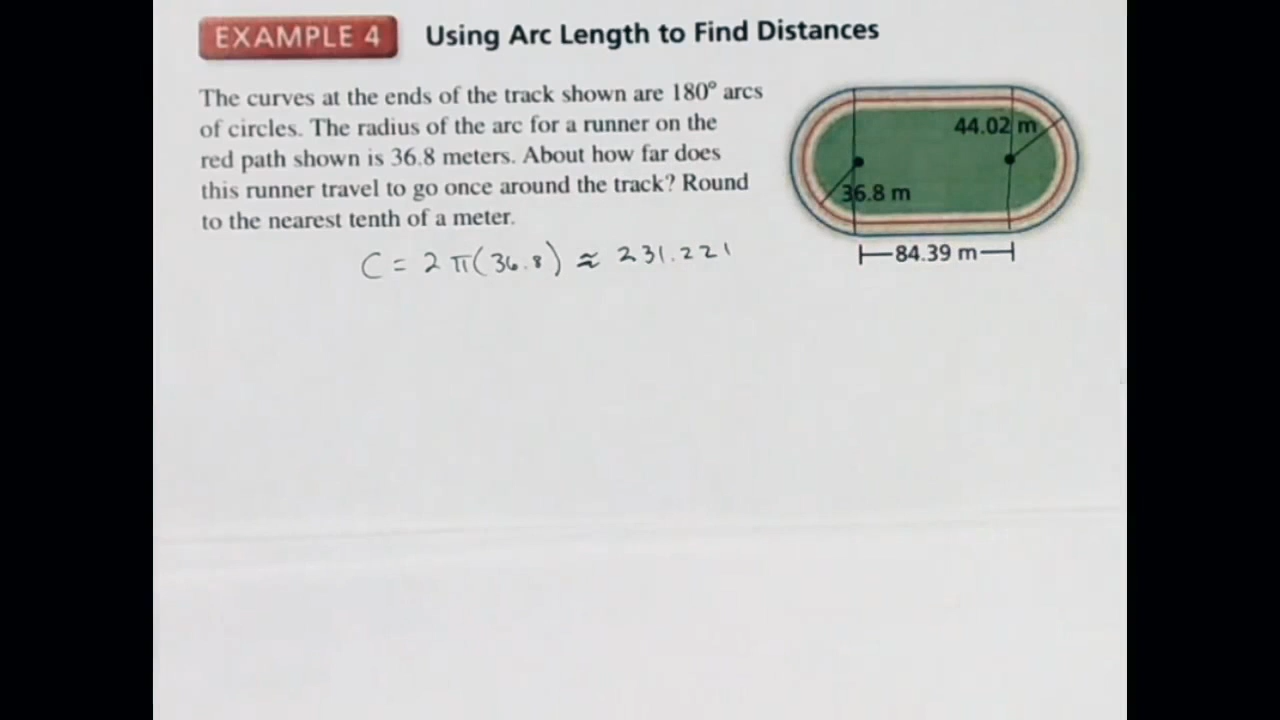 EXAMPLE 4 Using Arc Length to Find Distances
The curves at the ends of the track shown are 180° arcs
of circles. The radius of the arc for a runner on the
red path shown is 36.8 meters. About how far does
this runner travel to go once around the track? Round
to the nearest tenth of a meter.
44.02 m
36.8 m
84.39 m
C = 2π(36.8) ≈ 231.221